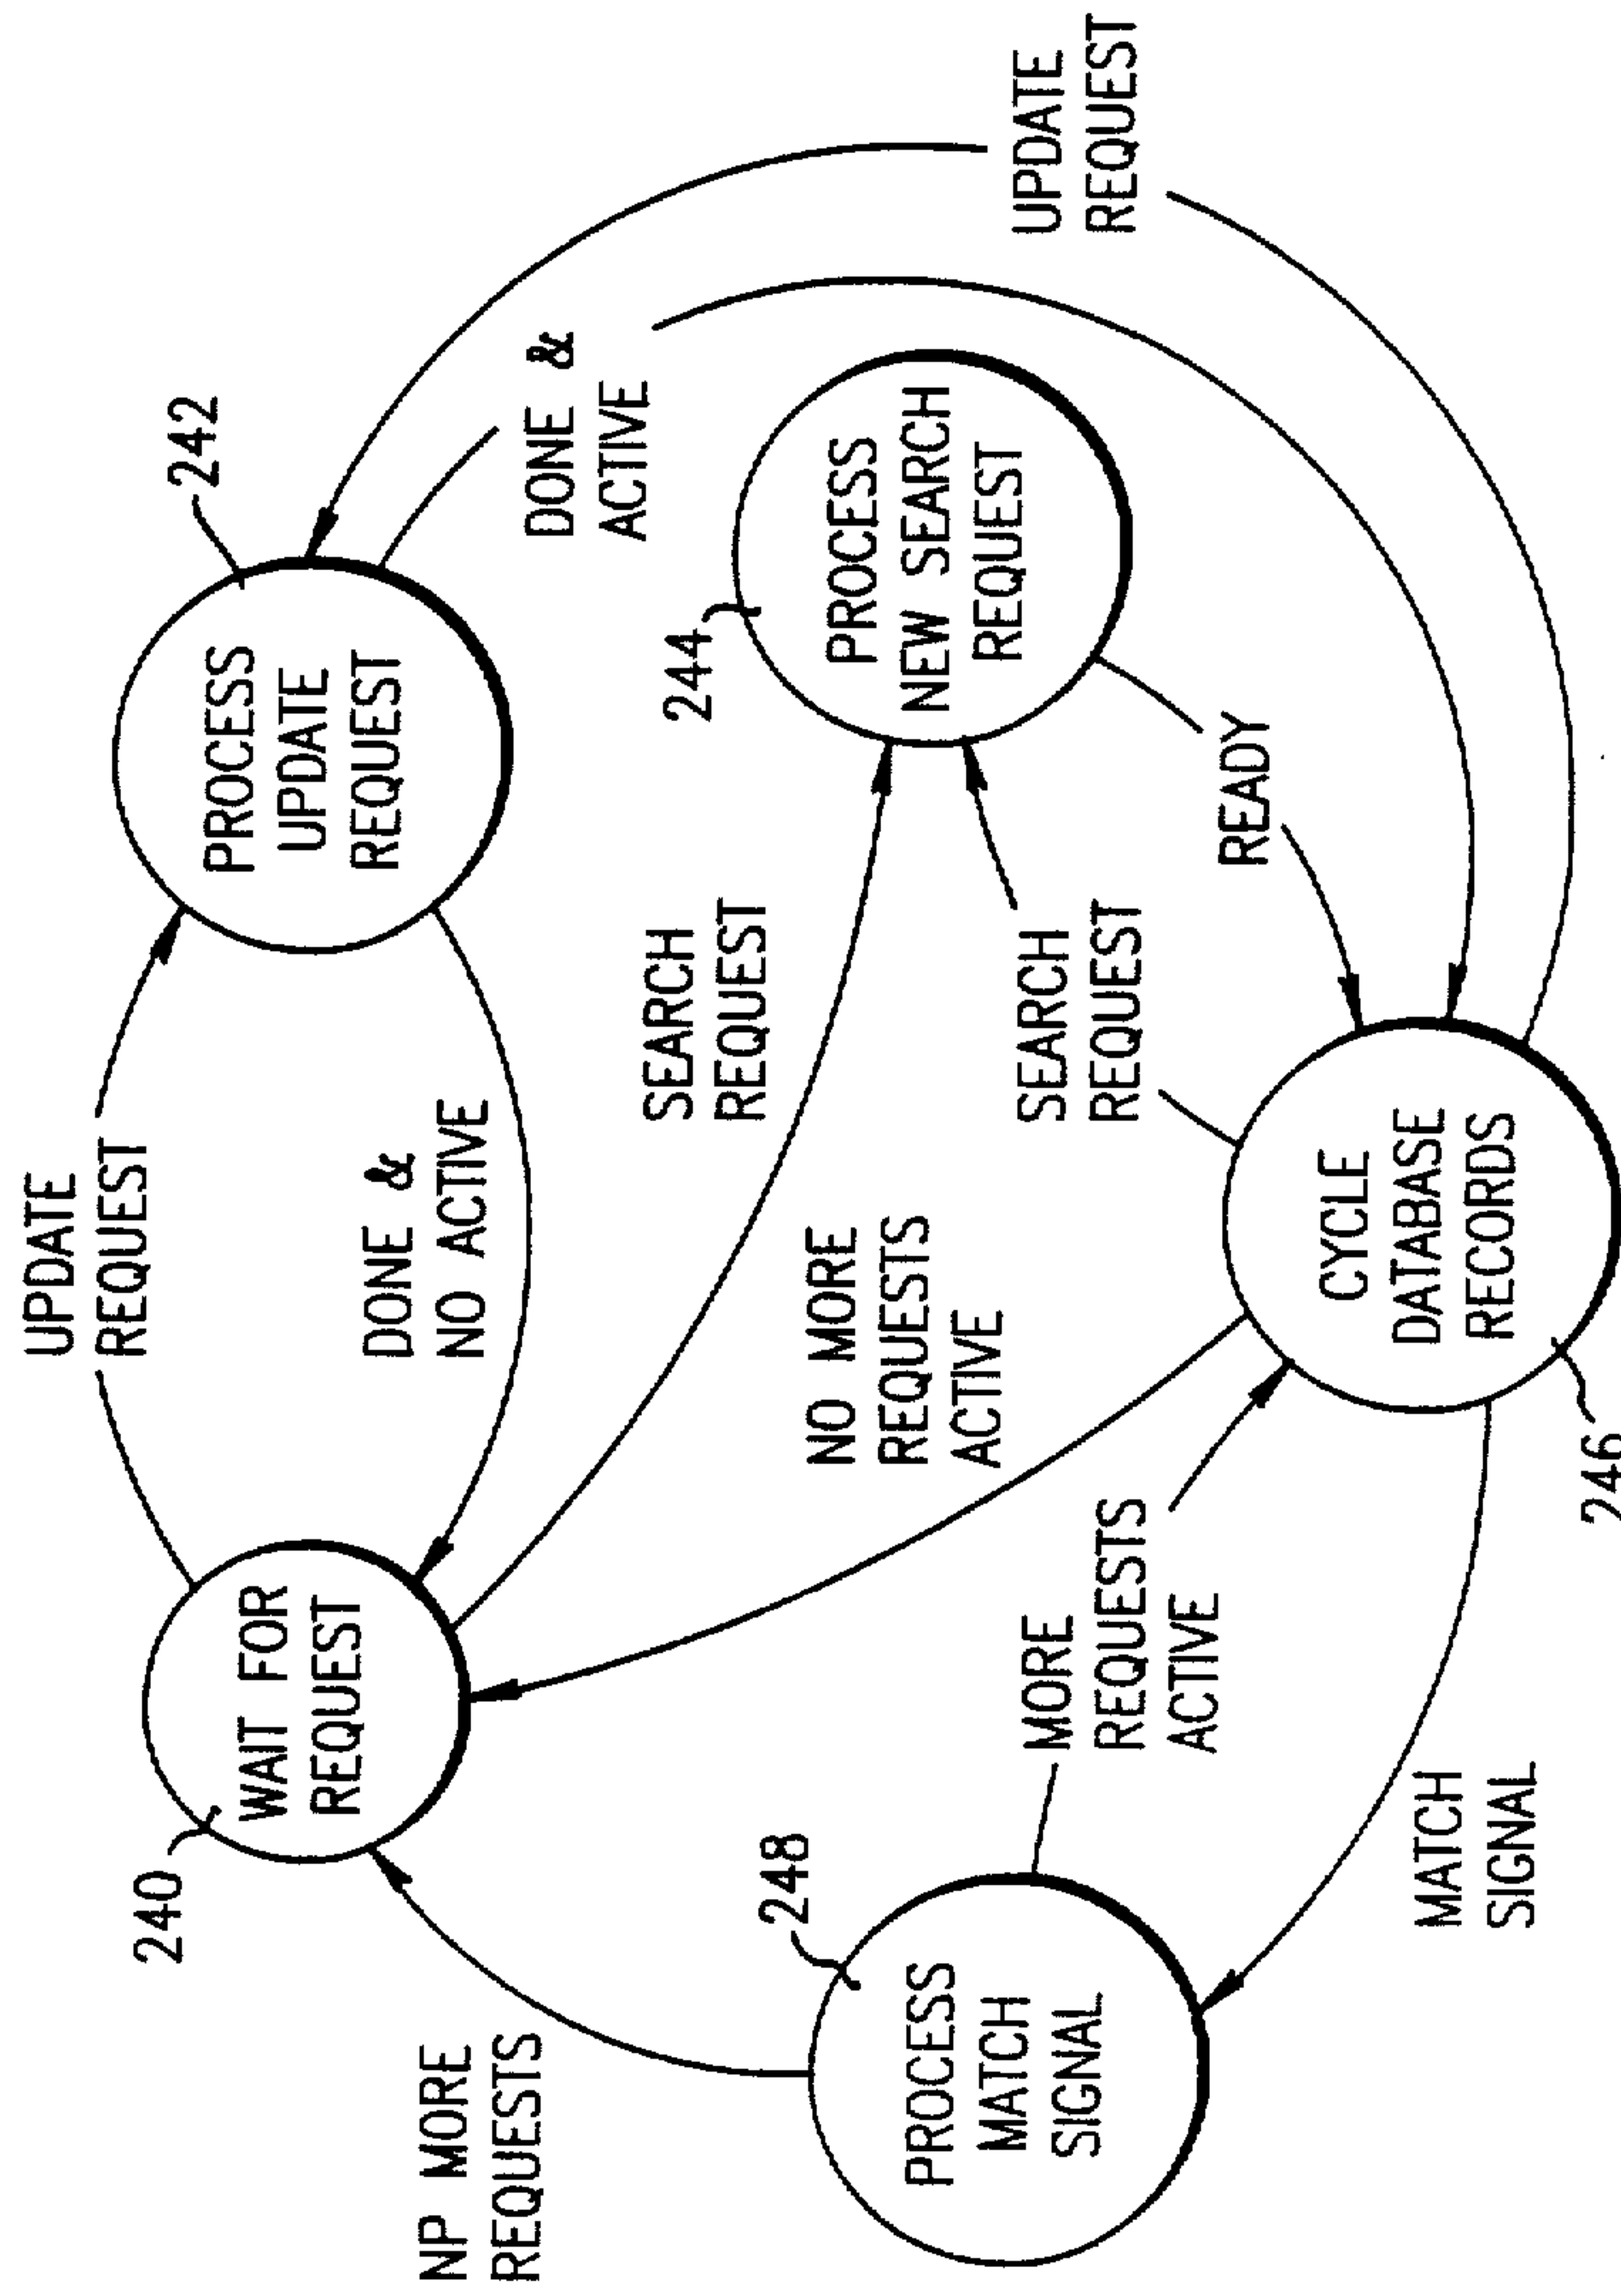 UPDATE
REQUEST
240
WAIT FOR
REQUEST
242
PROCESS
UPDATE
REQUEST
DONE &
NO ACTIVE
NP MORE
REQUESTS
SEARCH
REQUEST
DONE &
ACTIVE
244
PROCESS
NEW SEARCH
REQUEST
248
PROCESS
MATCH
SIGNAL
NO MORE
REQUESTS
ACTIVE
MORE
REQUESTS
ACTIVE
SEARCH
REQUEST
UPDATE
REQUEST
READY
CYCLE
DATABASE
RECORDS
MATCH
SIGNAL
246